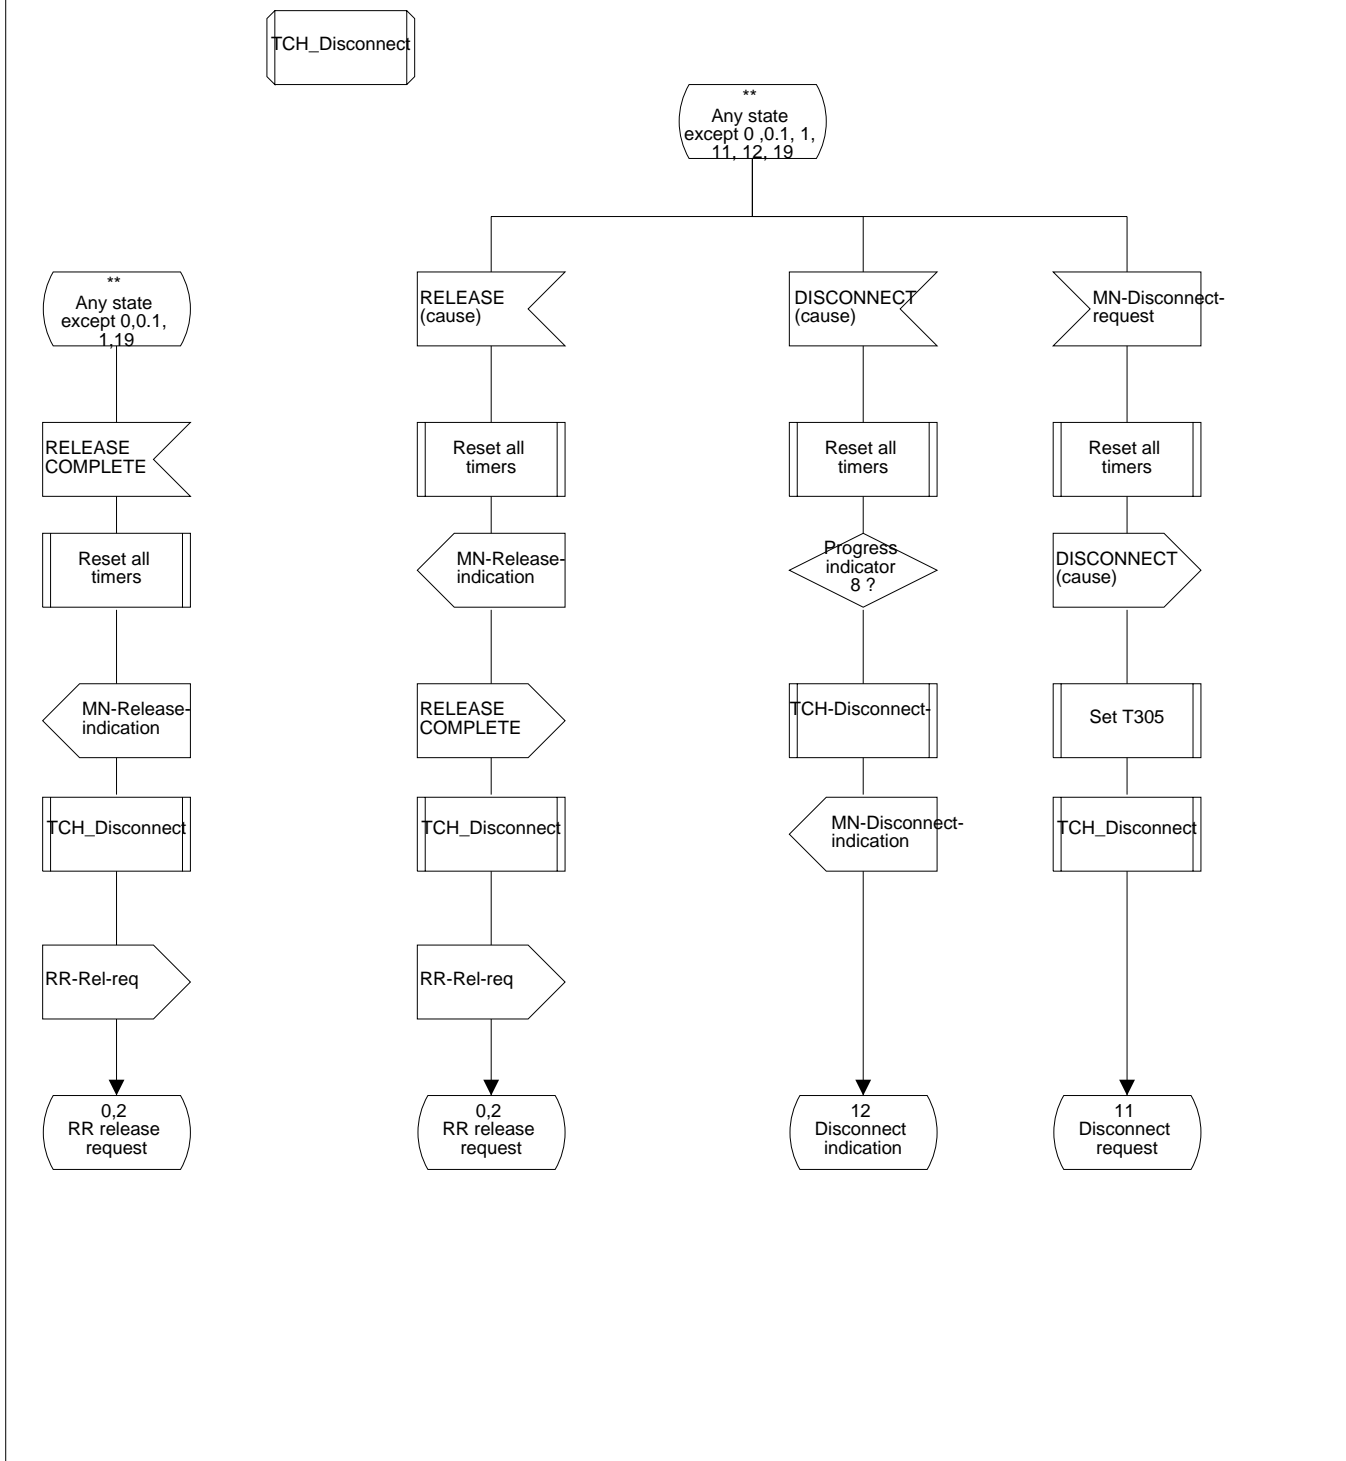 TCH_Disconnect
**
Any state
except 0 ,0.1, 1,
11, 12, 19
**
Any state
except 0,0.1,
1,19
RELEASE
(cause)
DISCONNECT
(cause)
MN-Disconnect-
request
RELEASE
COMPLETE
Reset all
timers
Reset all
timers
Reset all
timers
Reset all
timers
MN-Release-
indication
Progress
indicator
8 ?
DISCONNECT
(cause)
MN-Release-
indication
RELEASE
COMPLETE
TCH-Disconnect-
Set T305
TCH_Disconnect
TCH_Disconnect
MN-Disconnect-
indication
TCH_Disconnect
RR-Rel-req
RR-Rel-req
0,2
RR release
request
0,2
RR release
request
12
Disconnect
indication
11
Disconnect
request